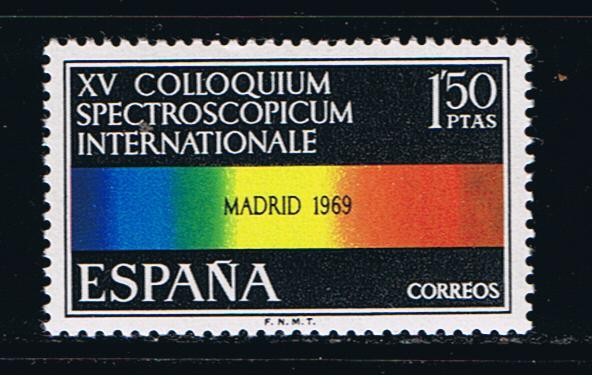 XV COLLOQUIUM
SPECTROSCOPICUM
INTERNATIONALE
1'50
PTAS
MADRID 1969
ESPAÑA
CORREOS
F.N.M.T.